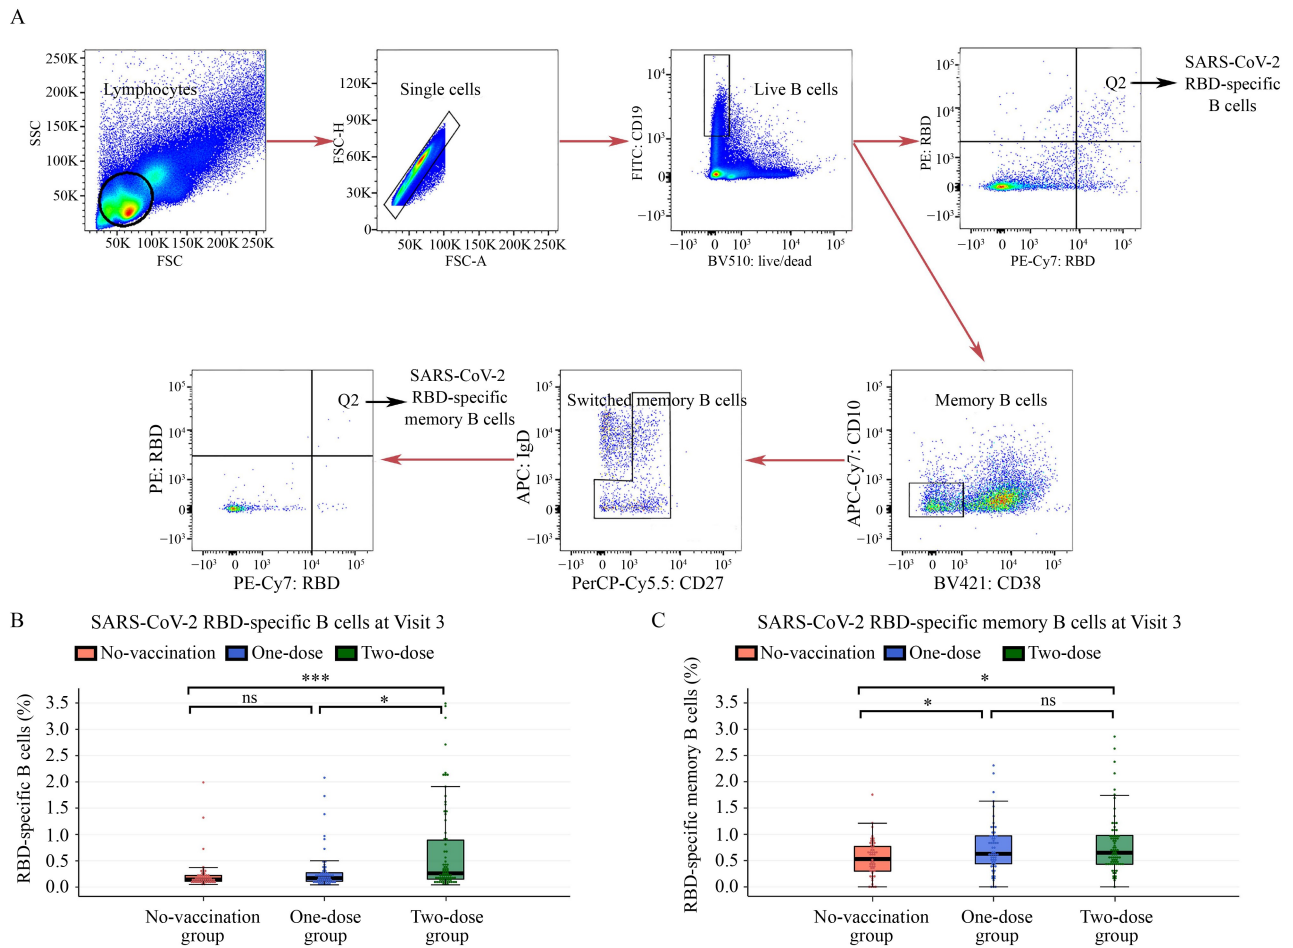 A
250K
200K
150K
100K
50K
SSC
Lymphocytes
50K 100K 150K 200K 250K
FSC
120K
90K
60K
30K
0
FSC-H
Single cells
50K 100K 150K 200K 250K
FSC-A
10⁴
10³
0
−10³
FITC: CD19
Live B cells
−10³ 0 10³ 10⁴ 10⁵
BV510: live/dead
10⁵
10⁴
10³
0
−10³
PE: RBD
Q2
−10³ 0 10³ 10⁴ 10⁵
PE-Cy7: RBD
SARS-CoV-2
RBD-specific
B cells
10⁵
10⁴
10³
0
−10³
PE: RBD
Q2
−10³ 0 10³ 10⁴ 10⁵
PE-Cy7: RBD
SARS-CoV-2
RBD-specific
memory B cells
10⁵
10⁴
10³
0
−10³
APC: IgD
Switched memory B cells
−10³ 0 10³ 10⁴ 10⁵
PerCP-Cy5.5: CD27
10⁵
10⁴
10³
0
−10³
APC-Cy7: CD10
Memory B cells
−10³ 0 10³ 10⁴ 10⁵
BV421: CD38
B
SARS-CoV-2 RBD-specific B cells at Visit 3
No-vaccination One-dose Two-dose
RBD-specific B cells (%)
3.5
3.0
2.5
2.0
1.5
1.0
0.5
0.0
***
ns
*
No-vaccination
group
One-dose
group
Two-dose
group
C
SARS-CoV-2 RBD-specific memory B cells at Visit 3
No-vaccination One-dose Two-dose
RBD-specific memory B cells (%)
3.5
3.0
2.5
2.0
1.5
1.0
0.5
0.0
*
*
ns
No-vaccination
group
One-dose
group
Two-dose
group